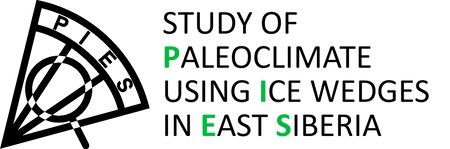 PIES
STUDY OF
PALEOCLIMATE
USING ICE WEDGES
IN EAST SIBERIA